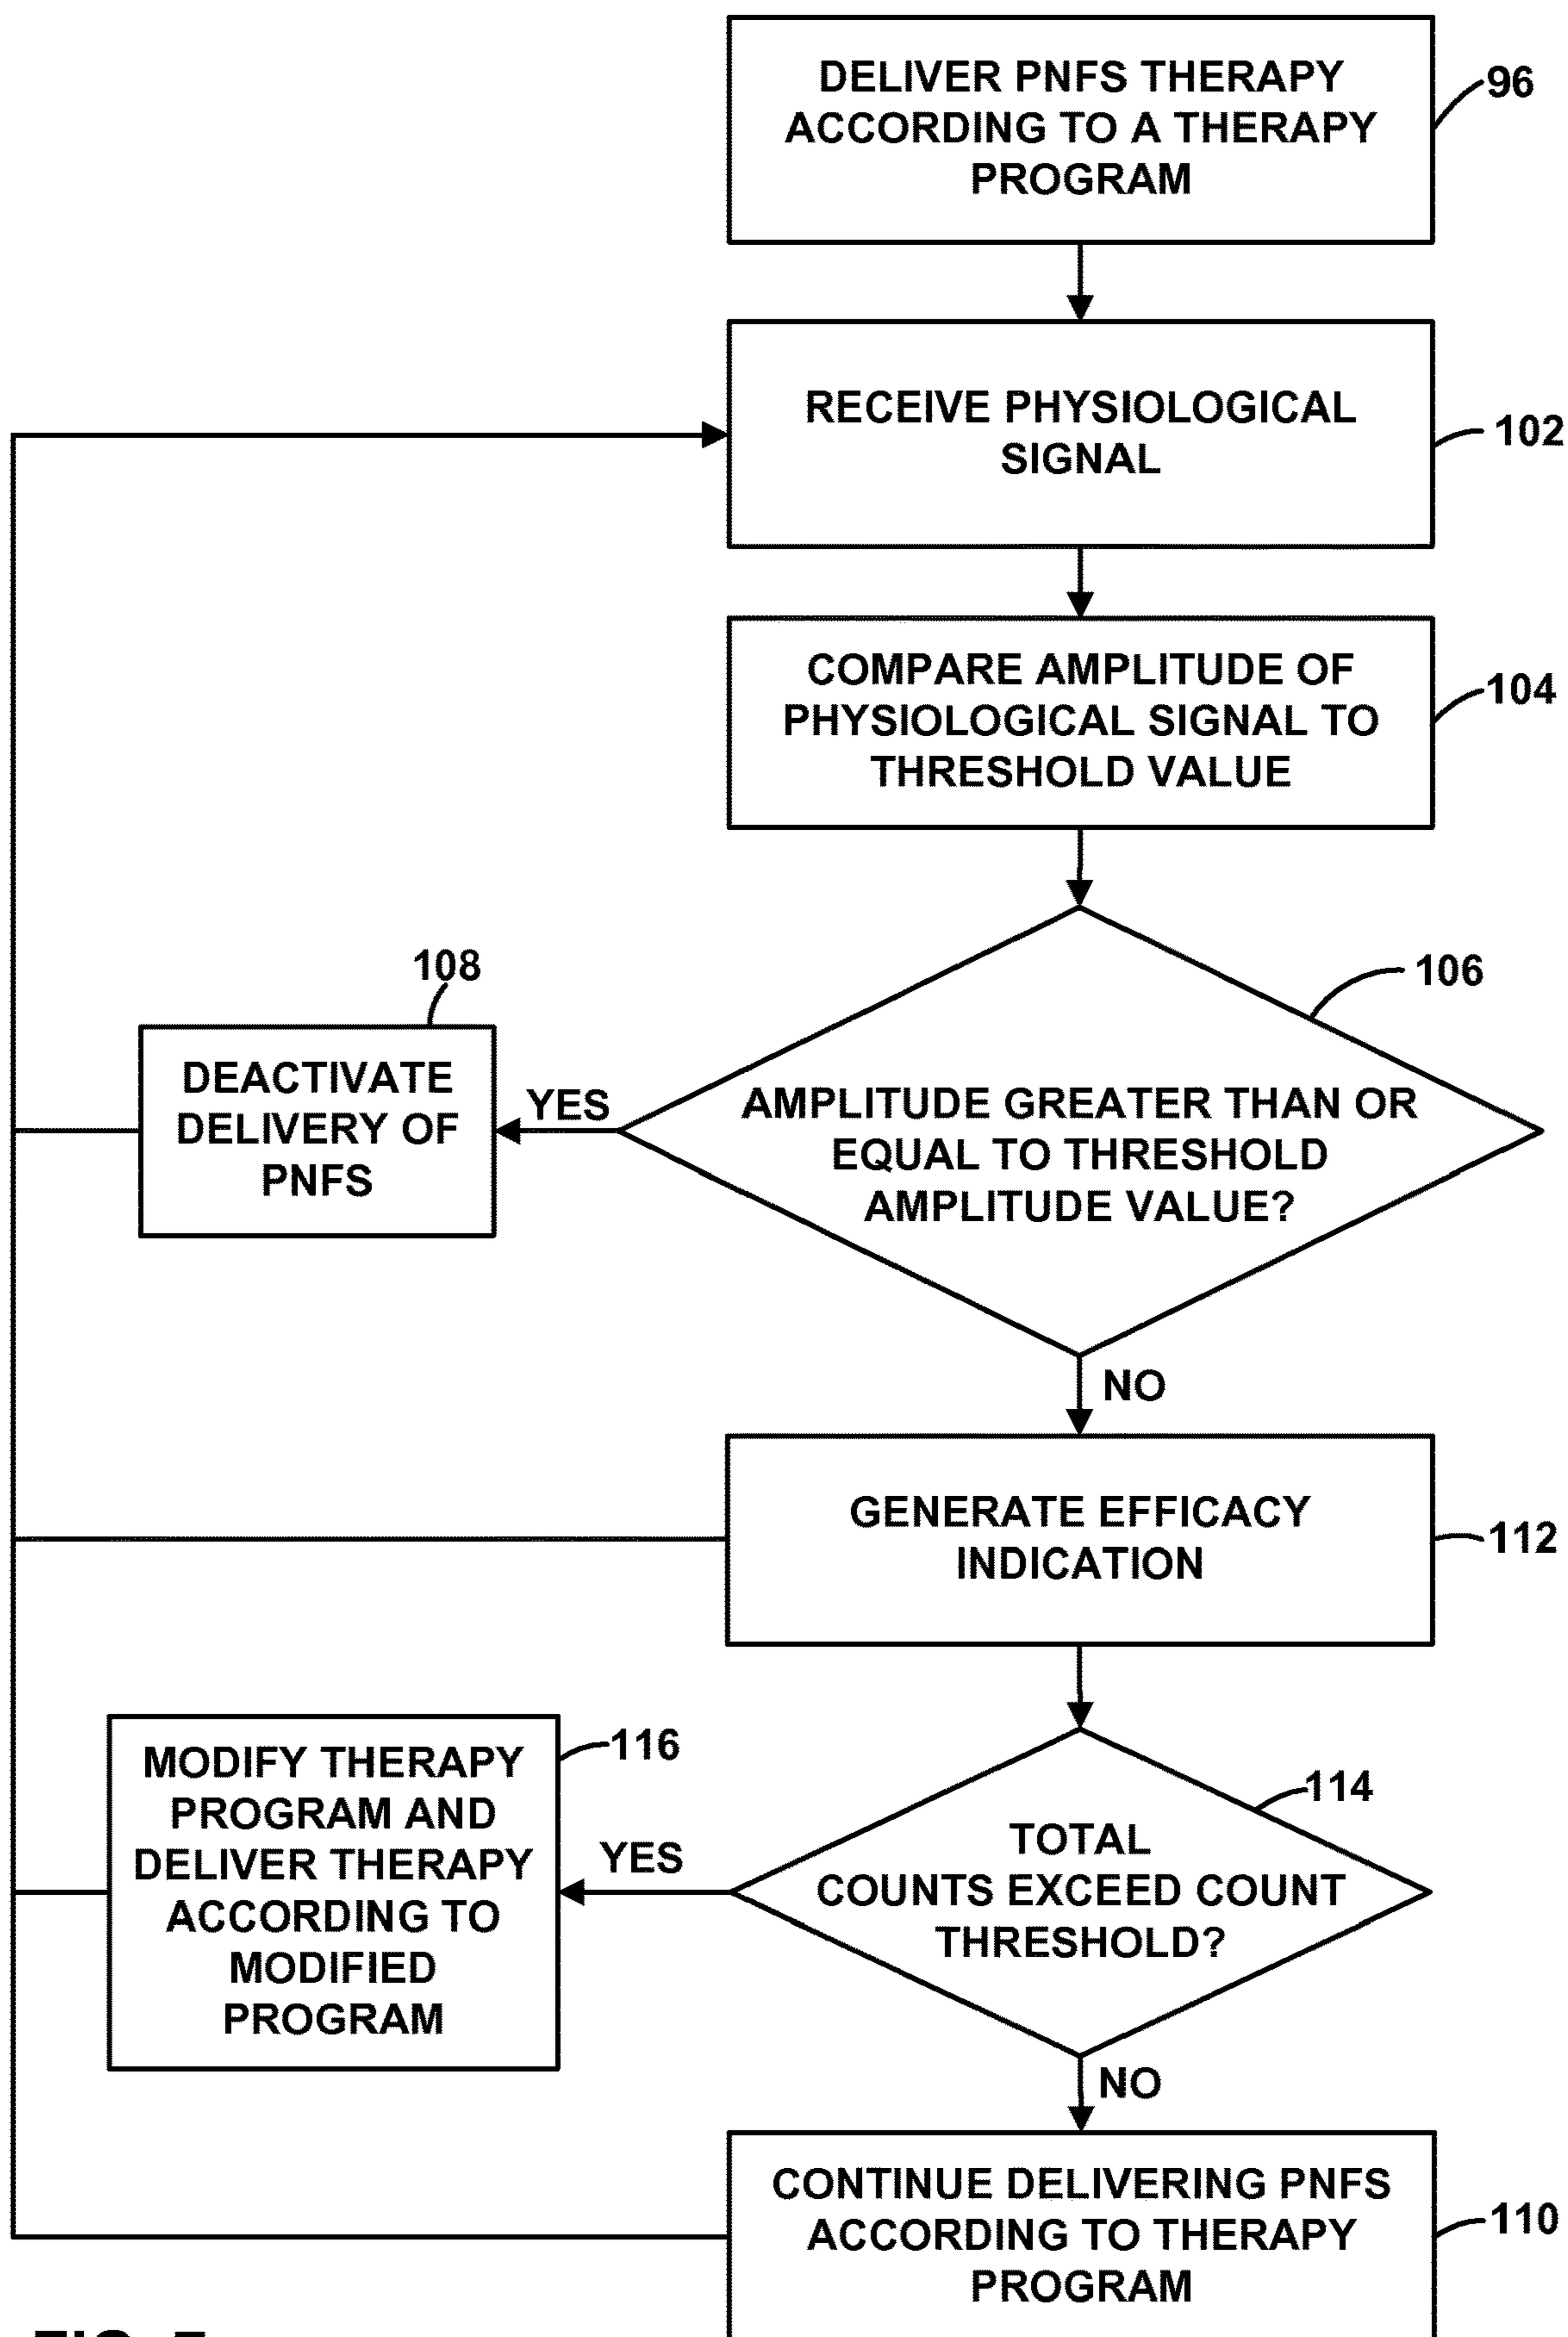 DELIVER PNFS THERAPY
ACCORDING TO A THERAPY
PROGRAM
96
RECEIVE PHYSIOLOGICAL
SIGNAL
102
COMPARE AMPLITUDE OF
PHYSIOLOGICAL SIGNAL TO
THRESHOLD VALUE
104
106
AMPLITUDE GREATER THAN OR
EQUAL TO THRESHOLD
AMPLITUDE VALUE?
YES
108
DEACTIVATE
DELIVERY OF
PNFS
NO
GENERATE EFFICACY
INDICATION
112
114
TOTAL
COUNTS EXCEED COUNT
THRESHOLD?
YES
116
MODIFY THERAPY
PROGRAM AND
DELIVER THERAPY
ACCORDING TO
MODIFIED
PROGRAM
NO
CONTINUE DELIVERING PNFS
ACCORDING TO THERAPY
PROGRAM
110